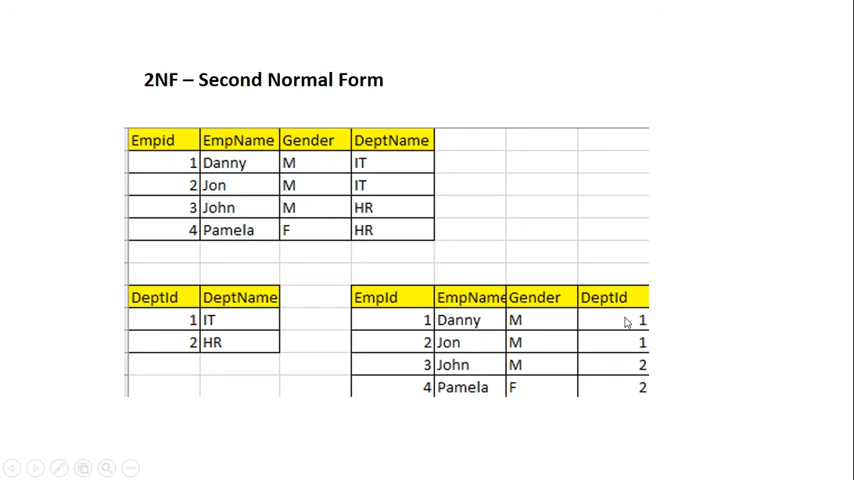 2NF – Second Normal Form
Empid EmpName Gender DeptName
1 Danny M IT
2 Jon M IT
3 John M HR
4 Pamela F HR
DeptId DeptName
1 IT
2 HR
EmpId EmpName Gender DeptId
1 Danny M 1
2 Jon M 1
3 John M 2
4 Pamela F 2